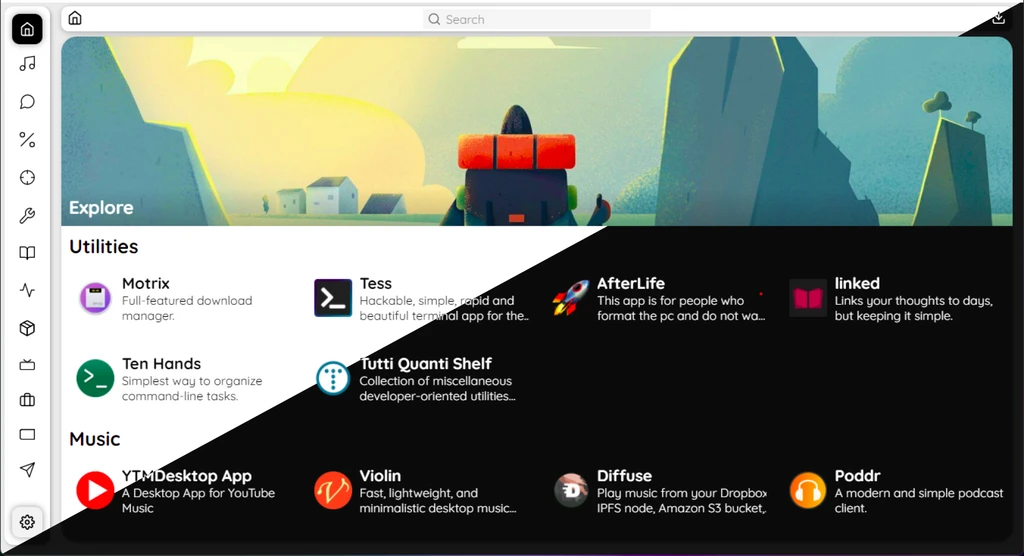 Search
Explore
Utilities
Motrix
Full-featured download
manager.
Tess
Hackable, simple, rapid and
beautiful terminal app for the..
AfterLife
This app is for people who
format the pc and do not wa...
linked
Links your thoughts to days,
but keeping it simple.
Ten Hands
Simplest way to organize
command-line tasks.
Tutti Quanti Shelf
Collection of miscellaneous
developer-oriented utilities...
Music
YTMDesktop App
A Desktop App for YouTube
Music
Violin
Fast, lightweight, and
minimalistic desktop music...
Diffuse
Play music from your Dropbox
IPFS node, Amazon S3 bucket,.
Poddr
A modern and simple podcast
client.